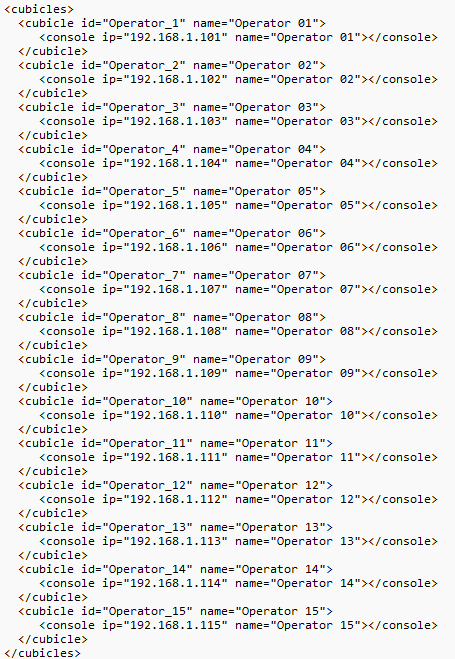 <cubicles>
  <cubicle id="Operator_1" name="Operator 01">
     <console ip="192.168.1.101" name="Operator 01"></console>
  </cubicle>
  <cubicle id="Operator_2" name="Operator 02">
     <console ip="192.168.1.102" name="Operator 02"></console>
  </cubicle>
  <cubicle id="Operator_3" name="Operator 03">
     <console ip="192.168.1.103" name="Operator 03"></console>
  </cubicle>
  <cubicle id="Operator_4" name="Operator 04">
     <console ip="192.168.1.104" name="Operator 04"></console>
  </cubicle>
  <cubicle id="Operator_5" name="Operator 05">
     <console ip="192.168.1.105" name="Operator 05"></console>
  </cubicle>
  <cubicle id="Operator_6" name="Operator 06">
     <console ip="192.168.1.106" name="Operator 06"></console>
  </cubicle>
  <cubicle id="Operator_7" name="Operator 07">
     <console ip="192.168.1.107" name="Operator 07"></console>
  </cubicle>
  <cubicle id="Operator_8" name="Operator 08">
     <console ip="192.168.1.108" name="Operator 08"></console>
  </cubicle>
  <cubicle id="Operator_9" name="Operator 09">
     <console ip="192.168.1.109" name="Operator 09"></console>
  </cubicle>
  <cubicle id="Operator_10" name="Operator 10">
     <console ip="192.168.1.110" name="Operator 10"></console>
  </cubicle>
  <cubicle id="Operator_11" name="Operator 11">
     <console ip="192.168.1.111" name="Operator 11"></console>
  </cubicle>
  <cubicle id="Operator_12" name="Operator 12">
     <console ip="192.168.1.112" name="Operator 12"></console>
  </cubicle>
  <cubicle id="Operator_13" name="Operator 13">
     <console ip="192.168.1.113" name="Operator 13"></console>
  </cubicle>
  <cubicle id="Operator_14" name="Operator 14">
     <console ip="192.168.1.114" name="Operator 14"></console>
  </cubicle>
  <cubicle id="Operator_15" name="Operator 15">
     <console ip="192.168.1.115" name="Operator 15"></console>
  </cubicle>
</cubicles>